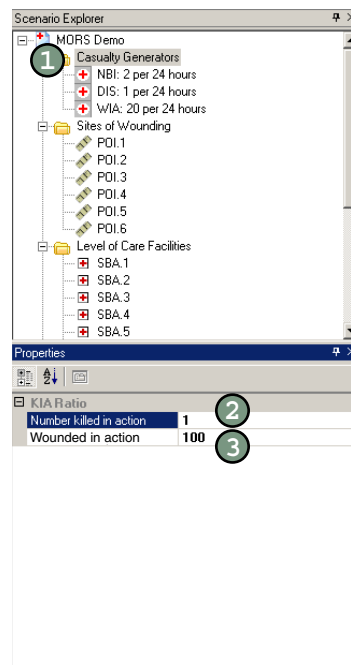 Scenario Explorer
MORS Demo
1
Casualty Generators
NBI: 2 per 24 hours
DIS: 1 per 24 hours
WIA: 20 per 24 hours
Sites of Wounding
POI.1
POI.2
POI.3
POI.4
POI.5
POI.6
Level of Care Facilities
SBA.1
SBA.2
SBA.3
SBA.4
SBA.5
Properties
KIA Ratio
Number killed in action 1 2
Wounded in action 100 3